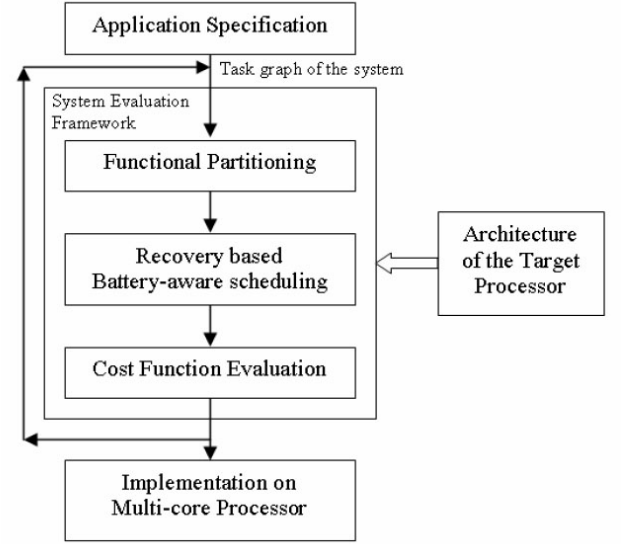 Application Specification
Task graph of the system
System Evaluation
Framework
Functional Partitioning
Recovery based
Battery-aware scheduling
Architecture
of the Target
Processor
Cost Function Evaluation
Implementation on
Multi-core Processor